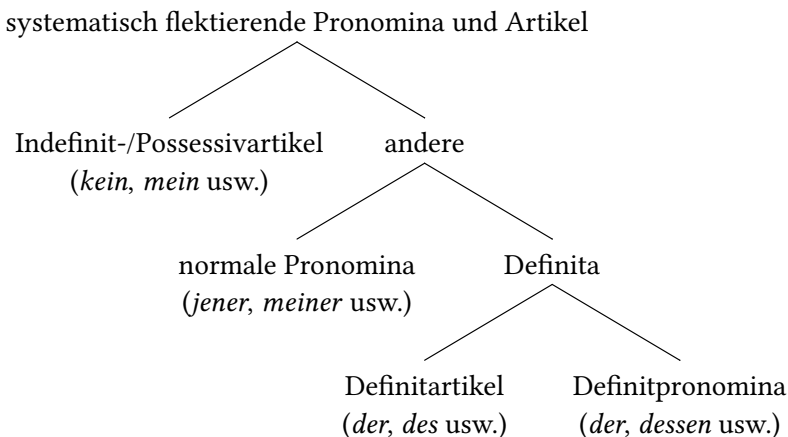 systematisch flektierende Pronomina und Artikel
Indefinit-/Possessivartikel
(kein, mein usw.)
andere
normale Pronomina
(jener, meiner usw.)
Definita
Definitartikel
(der, des usw.)
Definitpronomina
(der, dessen usw.)